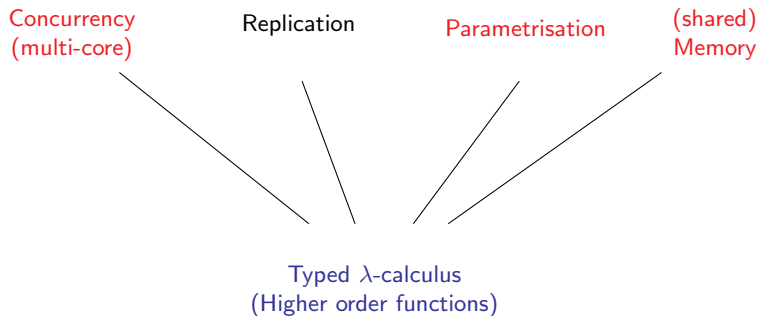 Concurrency
(multi-core)
Replication
Parametrisation
(shared)
Memory
Typed λ-calculus
(Higher order functions)